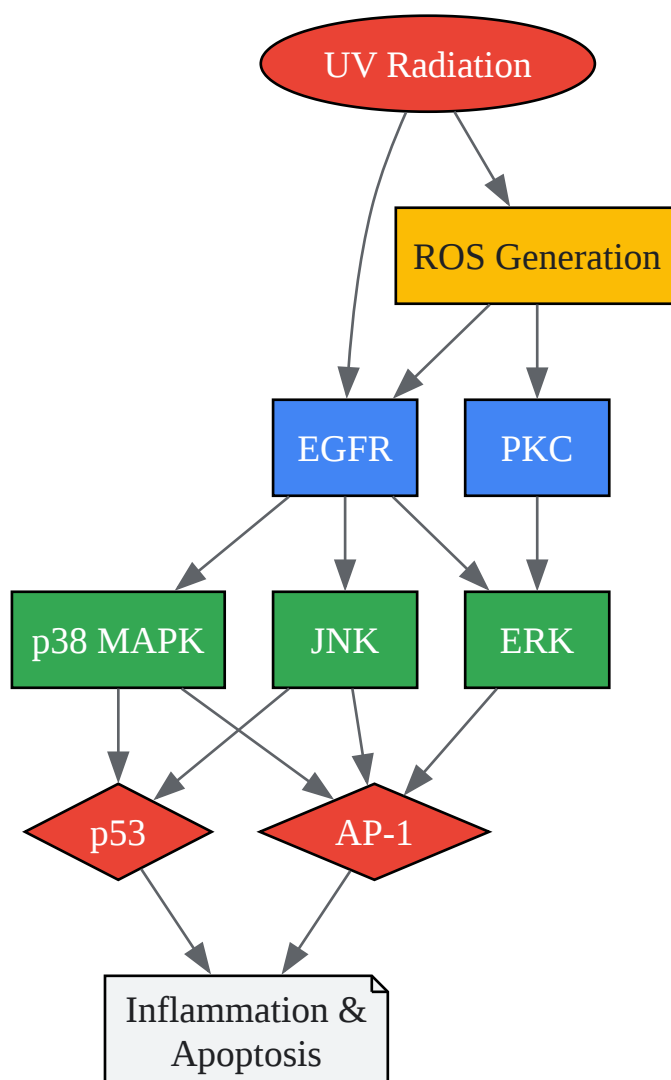 UV Radiation
ROS Generation
EGFR
PKC
p38 MAPK
JNK
ERK
p53
AP-1
Inflammation &
Apoptosis